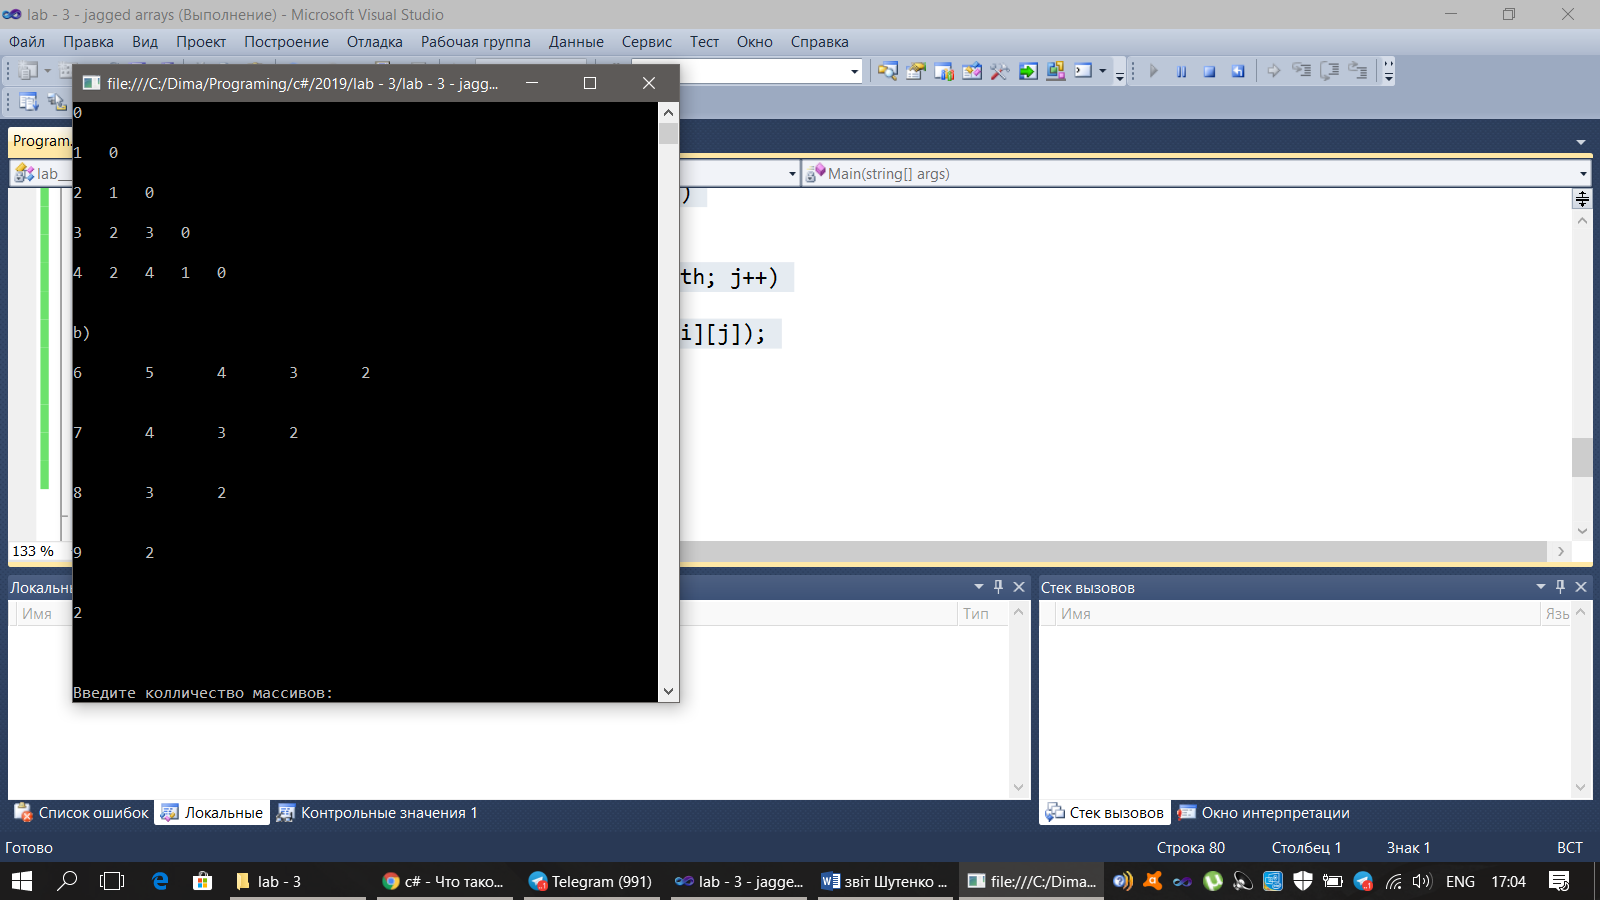 lab - 3 - jagged arrays (Выполнение) - Microsoft Visual Studio
Файл Правка Вид Проект Построение Отладка Рабочая группа Данные Сервис Тест Окно Справка
file:///C:/Dima/Programing/c#/2019/lab - 3/lab - 3 - jagg...
0
1 0
2 1 0
3 2 3 0
4 2 4 1 0
b)
6 5 4 3 2
7 4 3 2
8 3 2
9 2
2
Введите колличество массивов:
Program.
lab_
Main(string[] args)
)
th; j++)
i][j]);
133 %
Локальны
Имя Тип
Стек вызовов
Имя Язы
Список ошибок Локальные Контрольные значения 1
Стек вызовов Окно интерпретации
Готово Строка 80 Столбец 1 Знак 1 ВСТ
lab - 3
c# - Что тако...
Telegram (991)
lab - 3 - jagge...
звіт Шутенко ...
file:///C:/Dima...
ENG 17:04